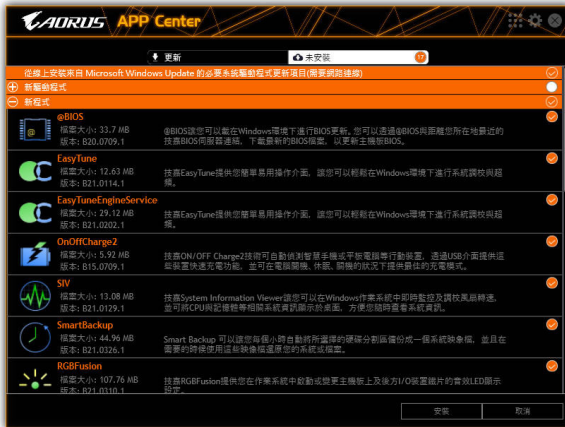 AORUS APP Center
更新
未安裝
17
從線上安裝來自 Microsoft Windows Update 的必要系統驅動程式更新項目(需要網路連線)
新驅動程式
新程式
@BIOS
檔案大小: 33.7 MB
版本: B20.0709.1
@BIOS讓您可以載在Windows環境下進行BIOS更新. 您可以透過@BIOS與距離您所在地最近的
技嘉BIOS伺服器連結, 下載最新的BIOS檔案, 以更新主機板BIOS.
EasyTune
檔案大小: 12.63 MB
版本: B21.0114.1
技嘉EasyTune提供您簡單易用操作介面, 讓您可以輕鬆在Windows環境下進行系統調校與超
頻.
EasyTuneEngineService
檔案大小: 29.12 MB
版本: B21.0202.1
技嘉EasyTune提供您簡單易用操作介面, 讓您可以輕鬆在Windows環境下進行系統調校與超
頻.
OnOffCharge2
檔案大小: 5.92 MB
版本: B15.0709.1
技嘉ON/OFF Charge2技術可自動偵測智慧手機或平板電腦等行動裝置, 透過USB介面提供這
些裝置快速充電功能, 並可在電腦開機、休眠、關機的狀況下提供最佳的充電模式.
SIV
檔案大小: 13.08 MB
版本: B21.0129.1
技嘉System Information Viewer讓您可以在Windows作業系統中即時監控及調校風扇轉速,
並可將CPU與記憶體等相關系統資訊顯示於桌面, 方便您隨時查看系統資訊.
SmartBackup
檔案大小: 44.96 MB
版本: B21.0326.1
Smart Backup 可以讓您每個小時自動將所選擇的硬碟分割區備份成一個系統映象檔, 並且在
需要的時候使用這些映像檔還原您的系統或檔案.
RGBFusion
檔案大小: 107.76 MB
版本: B21.0310.1
技嘉RGBFusion提供您在作業系統中啟動或變更主機板上及後方I/O裝置鐵片的音效LED顯示
設定.
安裝
取消